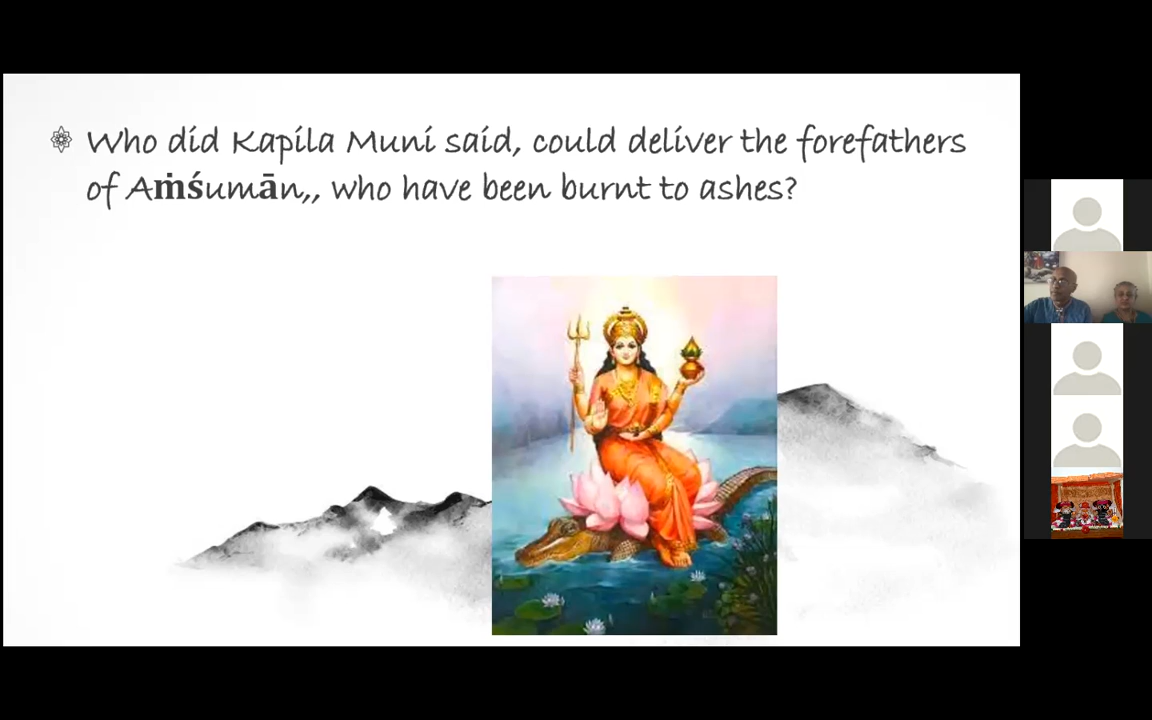 Who did Kapila Muni said, could deliver the forefathers
of Aṁśumān,, who have been burnt to ashes?